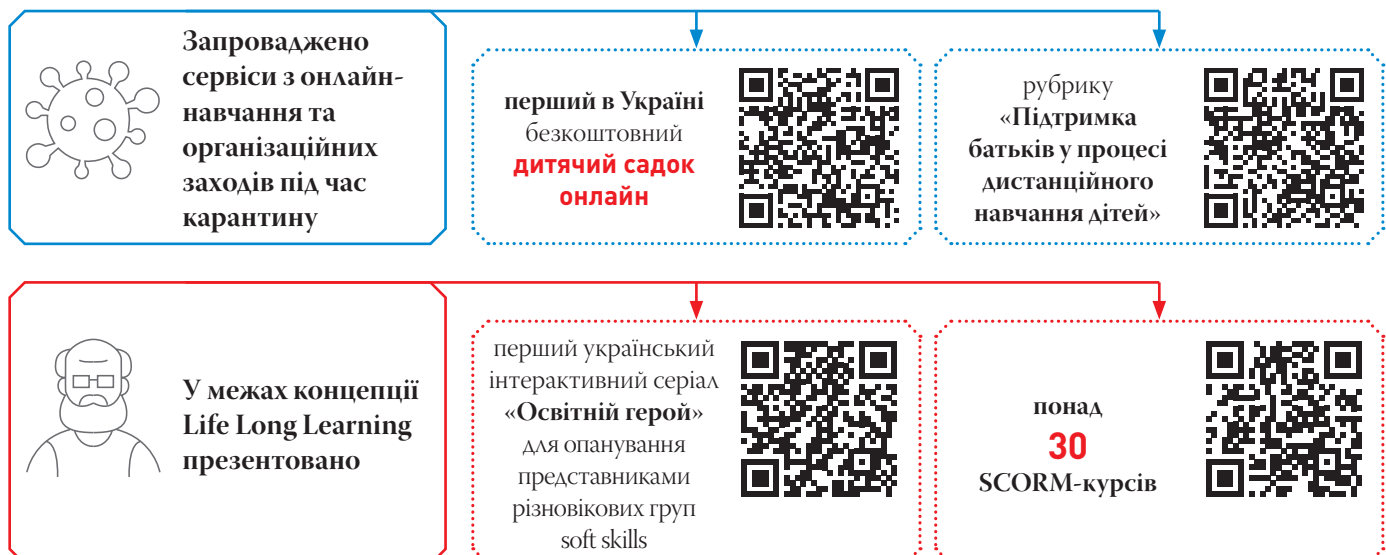 Запроваджено
сервіси з онлайн-
навчання та
організаційних
заходів під час
карантину
перший в Україні
безкоштовний
дитячий садок
онлайн
рубрику
«Підтримка
батьків у процесі
дистанційного
навчання дітей»
У межах концепції
Life Long Learning
презентовано
перший український
інтерактивний серіал
«Освітній герой»
для опанування
представниками
різновікових груп
soft skills
понад
30
SCORM-курсів